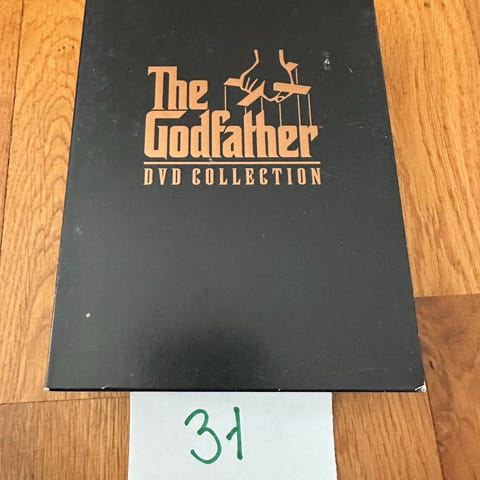 The
Godfather
DVD COLLECTION
31